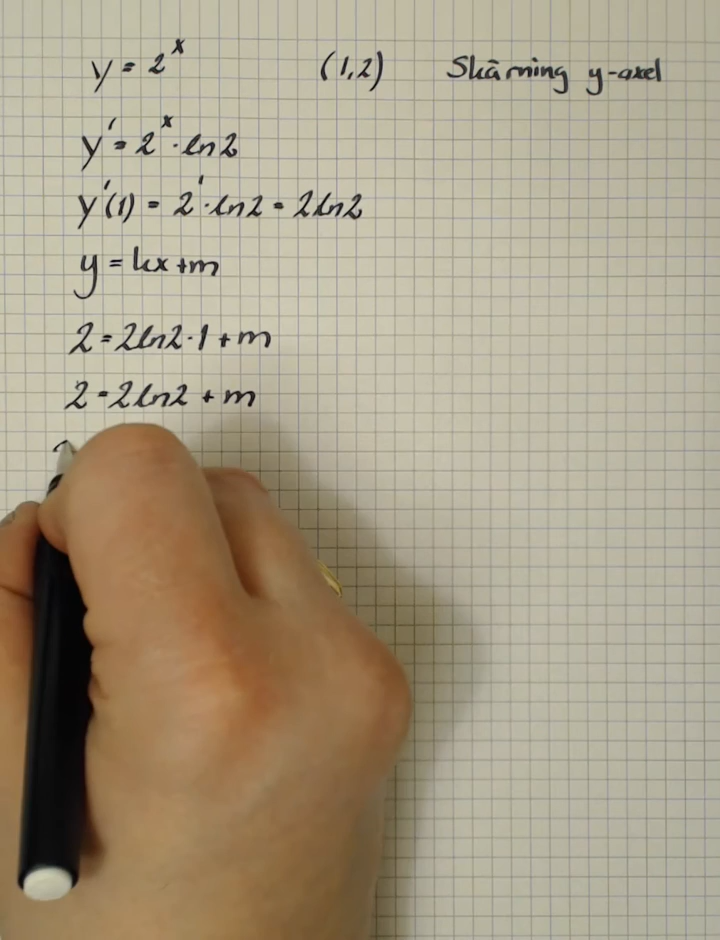 y = 2^x (1,2) Skärning y-axel
y' = 2^x · ln2
y'(1) = 2^1 · ln2 = 2ln2
y = kx + m
2 = 2ln2 · 1 + m
2 = 2ln2 + m